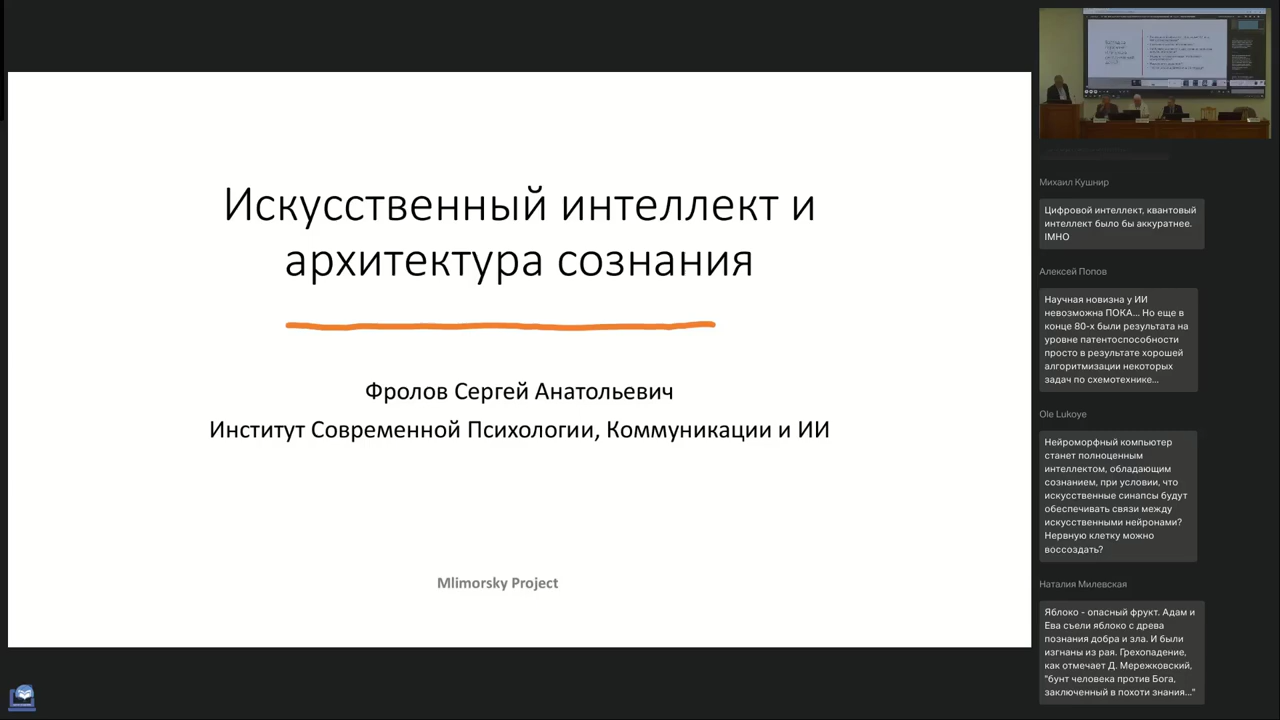 Искусственный интеллект и
архитектура сознания
Фролов Сергей Анатольевич
Институт Современной Психологии, Коммуникации и ИИ
Mlimorsky Project
Михаил Кушнир
Цифровой интеллект, квантовый
интеллект было бы аккуратнее.
IMHO
Алексей Попов
Научная новизна у ИИ
невозможна ПОКА... Но еще в
конце 80-х были результата на
уровне патентоспособности
просто в результате хорошей
алгоритмизации некоторых
задач по схемотехнике...
Ole Lukoye
Нейроморфный компьютер
станет полноценным
интеллектом, обладающим
сознанием, при условии, что
искусственные синапсы будут
обеспечивать связи между
искусственными нейронами?
Нервную клетку можно
воссоздать?
Наталия Милевская
Яблоко - опасный фрукт. Адам и
Ева съели яблоко с древа
познания добра и зла. И были
изгнаны из рая. Грехопадение,
как отмечает Д. Мережковский,
"бунт человека против Бога,
заключенный в похоти знания..."